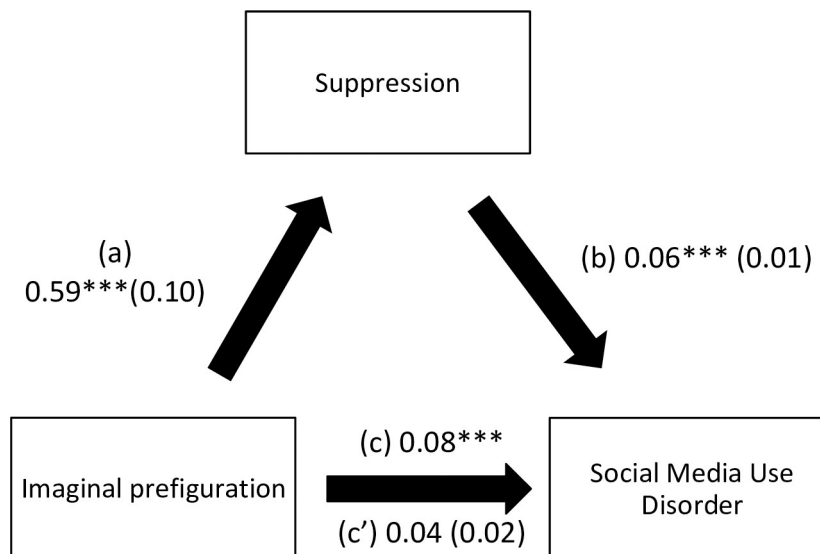 Suppression
(a)
0.59***(0.10)
(b) 0.06*** (0.01)
Imaginal prefiguration
(c) 0.08***
(c’) 0.04 (0.02)
Social Media Use
Disorder